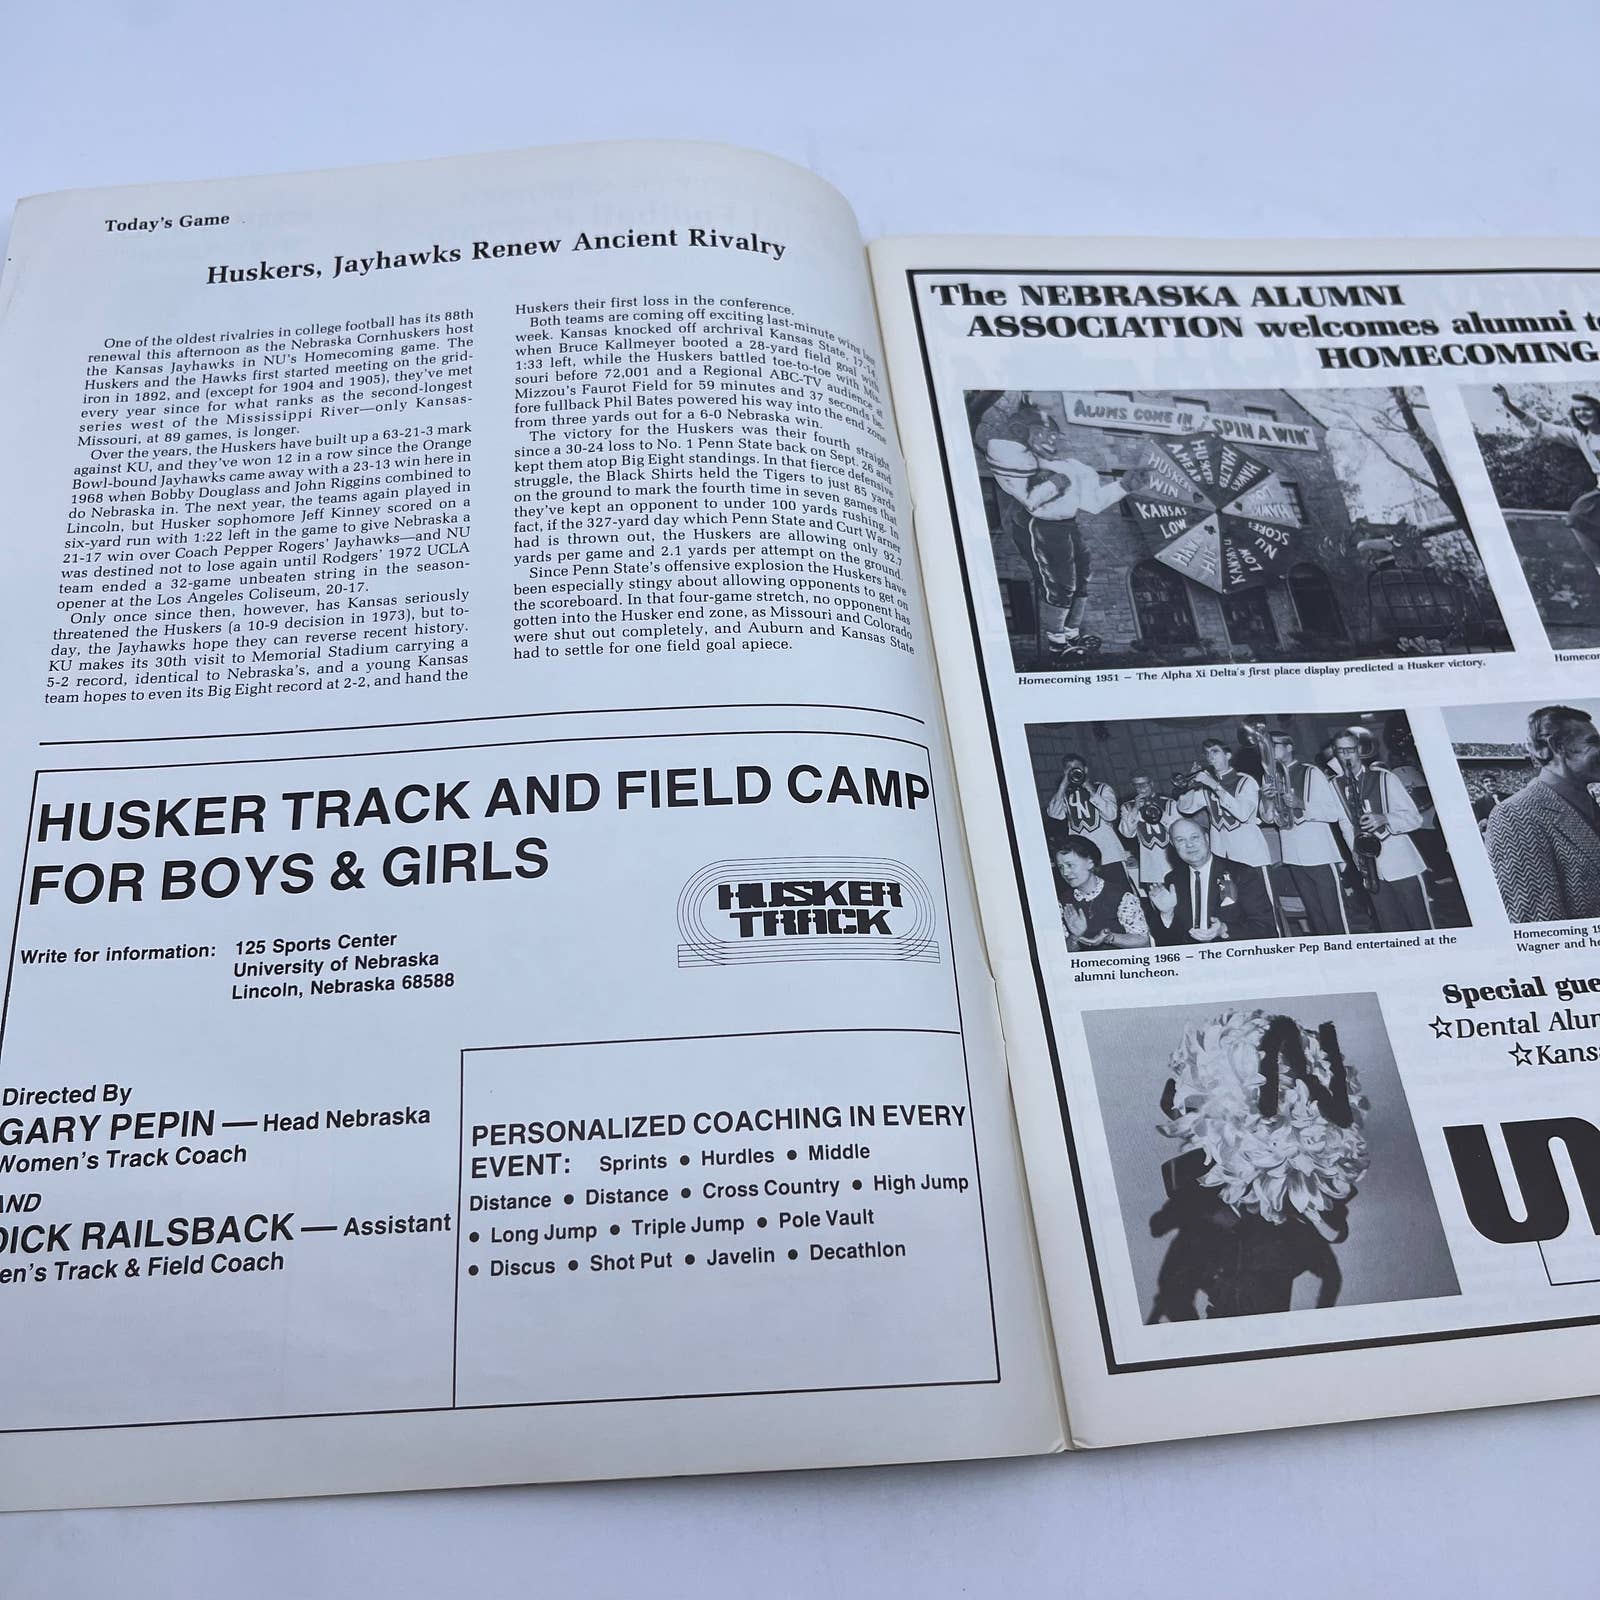 Today's Game
Huskers, Jayhawks Renew Ancient Rivalry
One of the oldest rivalries in college football has its 88th
renewal this afternoon as the Nebraska Cornhuskers host
the Kansas Jayhawks in NU's Homecoming game. The
Huskers and the Hawks first started meeting on the grid-
iron in 1892, and (except for 1904 and 1905), they've met
every year since for what ranks as the second-longest
series west of the Mississippi River—only Kansas-
Missouri, at 89 games, is longer.
Over the years, the Huskers have built up a 63-21-3 mark
against KU, and they've won 12 in a row since the Orange
Bowl-bound Jayhawks came away with a 23-13 win here in
1968 when Bobby Douglass and John Riggins combined to
do Nebraska in. The next year, the teams again played in
Lincoln, but Husker sophomore Jeff Kinney scored on a
six-yard run with 1:22 left in the game to give Nebraska a
21-17 win over Coach Pepper Rogers' Jayhawks—and NU
was destined not to lose again until Rodgers' 1972 UCLA
team ended a 32-game unbeaten string in the season-
opener at the Los Angeles Coliseum, 20-17.
Only once since then, however, has Kansas seriously
threatened the Huskers (a 10-9 decision in 1973), but to-
day, the Jayhawks hope they can reverse recent history.
KU makes its 30th visit to Memorial Stadium carrying a
5-2 record, identical to Nebraska's, and a young Kansas
team hopes to even its Big Eight record at 2-2, and hand the
Huskers their first loss in the conference.
Both teams are coming off exciting last-minute wins last
week. Kansas knocked off archrival Kansas State, 17-14
when Bruce Kallmeyer booted a 28-yard field goal with
1:33 left, while the Huskers battled toe-to-toe with Mis-
souri before 72,001 and a Regional ABC-TV audience at
Mizzou's Faurot Field for 59 minutes and 37 seconds be-
fore fullback Phil Bates powered his way into the end zone
from three yards out for a 6-0 Nebraska win.
The victory for the Huskers was their fourth straight
since a 30-24 loss to No. 1 Penn State back on Sept. 26 and
kept them atop Big Eight standings. In that fierce defensive
struggle, the Black Shirts held the Tigers to just 85 yards
on the ground to mark the fourth time in seven games that
they've kept an opponent to under 100 yards rushing. In
fact, if the 327-yard day which Penn State and Curt Warner
had is thrown out, the Huskers are allowing only 92.7
yards per game and 2.1 yards per attempt on the ground.
Since Penn State's offensive explosion the Huskers have
been especially stingy about allowing opponents to get on
the scoreboard. In that four-game stretch, no opponent has
gotten into the Husker end zone, as Missouri and Colorado
were shut out completely, and Auburn and Kansas State
had to settle for one field goal apiece.
HUSKER TRACK AND FIELD CAMP
FOR BOYS & GIRLS
HUSKER
TRACK
Write for information: 125 Sports Center
University of Nebraska
Lincoln, Nebraska 68588
Directed By
GARY PEPIN — Head Nebraska
Women's Track Coach
AND
DICK RAILSBACK — Assistant
en's Track & Field Coach
PERSONALIZED COACHING IN EVERY
EVENT: Sprints • Hurdles • Middle
Distance • Distance • Cross Country • High Jump
• Long Jump • Triple Jump • Pole Vault
• Discus • Shot Put • Javelin • Decathlon
The NEBRASKA ALUMNI
ASSOCIATION welcomes alumni to
HOMECOMING
ALUMS COME IN "SPIN A WIN"
HUSKERS
AHEAD
HUSKERS
WIN
KANSAS
LOW
NU
SCORES
Homecoming 1951 – The Alpha Xi Delta's first place display predicted a Husker victory.
Homecom
Homecoming 1966 – The Cornhusker Pep Band entertained at the
alumni luncheon.
Homecoming 19
Wagner and he
Special gue
☆Dental Alun
☆Kans
N
UN